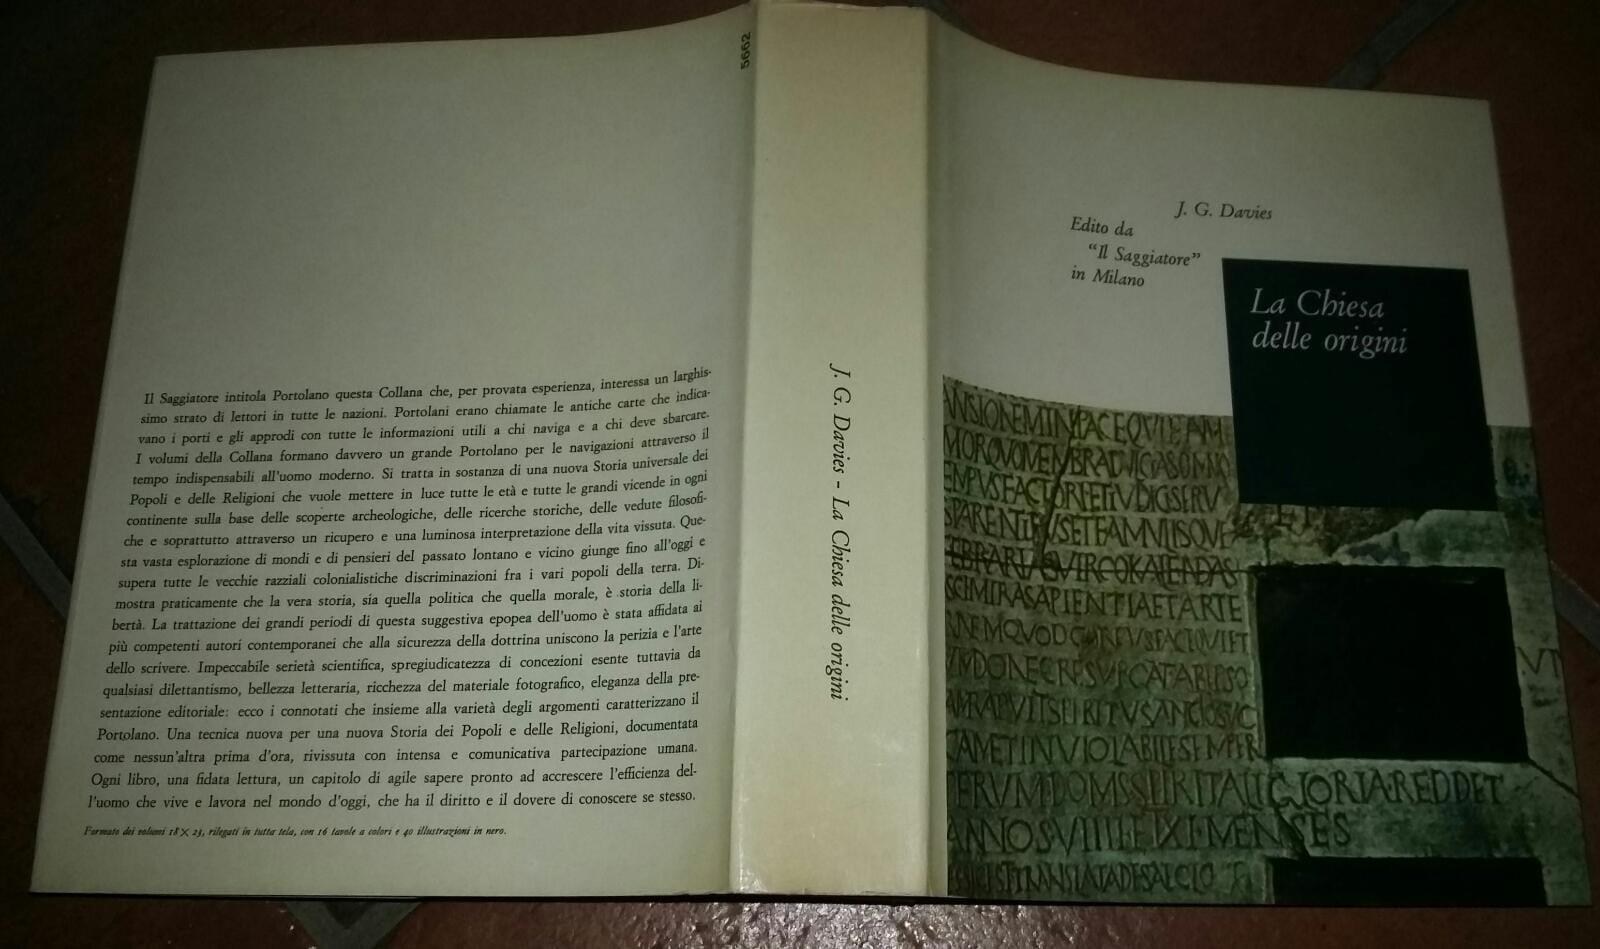 5662
Il Saggiatore intitola Portolano questa Collana che, per provata esperienza, interessa un larghis-
simo strato di lettori in tutte le nazioni. Portolani erano chiamate le antiche carte che indica-
vano i porti e gli approdi con tutte le informazioni utili a chi naviga e a chi deve sbarcare.
I volumi della Collana formano davvero un grande Portolano per le navigazioni attraverso il
tempo indispensabili all'uomo moderno. Si tratta in sostanza di una nuova Storia universale dei
Popoli e delle Religioni che vuole mettere in luce tutte le età e tutte le grandi vicende in ogni
continente sulla base delle scoperte archeologiche, delle ricerche storiche, delle vedute filosofi-
che e soprattutto attraverso un ricupero e una luminosa interpretazione della vita vissuta. Que-
sta vasta esplorazione di mondi e di pensieri del passato lontano e vicino giunge fino all'oggi e
supera tutte le vecchie razziali colonialistiche discriminazioni fra i vari popoli della terra. Di-
mostra praticamente che la vera storia, sia quella politica che quella morale, è storia della li-
bertà. La trattazione dei grandi periodi di questa suggestiva epopea dell'uomo è stata affidata ai
più competenti autori contemporanei che alla sicurezza della dottrina uniscono la perizia e l'arte
dello scrivere. Impeccabile serietà scientifica, spregiudicatezza di concezioni esente tuttavia da
qualsiasi dilettantismo, bellezza letteraria, ricchezza del materiale fotografico, eleganza della pre-
sentazione editoriale: ecco i connotati che insieme alla varietà degli argomenti caratterizzano il
Portolano. Una tecnica nuova per una nuova Storia dei Popoli e delle Religioni, documentata
come nessun'altra prima d'ora, rivissuta con intensa e comunicativa partecipazione umana.
Ogni libro, una fidata lettura, un capitolo di agile sapere pronto ad accrescere l'efficienza del-
l'uomo che vive e lavora nel mondo d'oggi, che ha il diritto e il dovere di conoscere se stesso.
Formato dei volumi 18 X 23, rilegati in tutta tela, con 16 tavole a colori e 40 illustrazioni in nero.
J. G. Davies - La Chiesa delle origini
J. G. Davies
Edito da
"Il Saggiatore"
in Milano
La Chiesa
delle origini
GLORIA REDDET